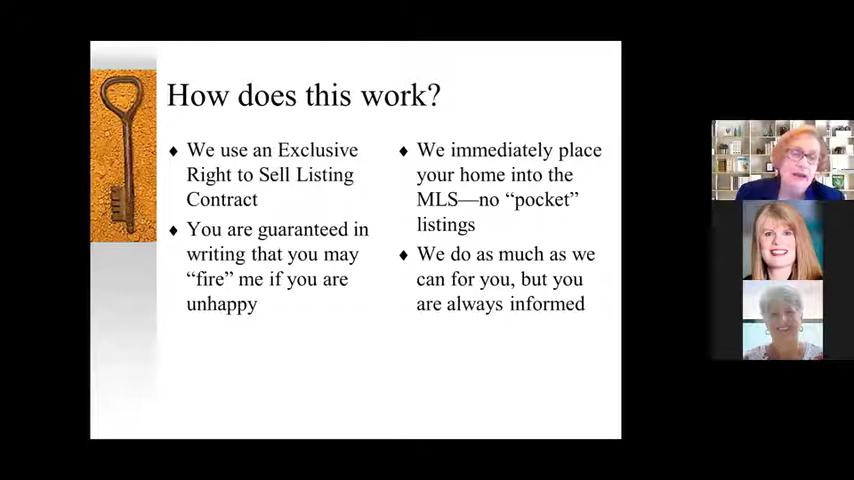 How does this work?
♦ We use an Exclusive
Right to Sell Listing
Contract
♦ You are guaranteed in
writing that you may
“fire” me if you are
unhappy
♦ We immediately place
your home into the
MLS—no “pocket”
listings
♦ We do as much as we
can for you, but you
are always informed